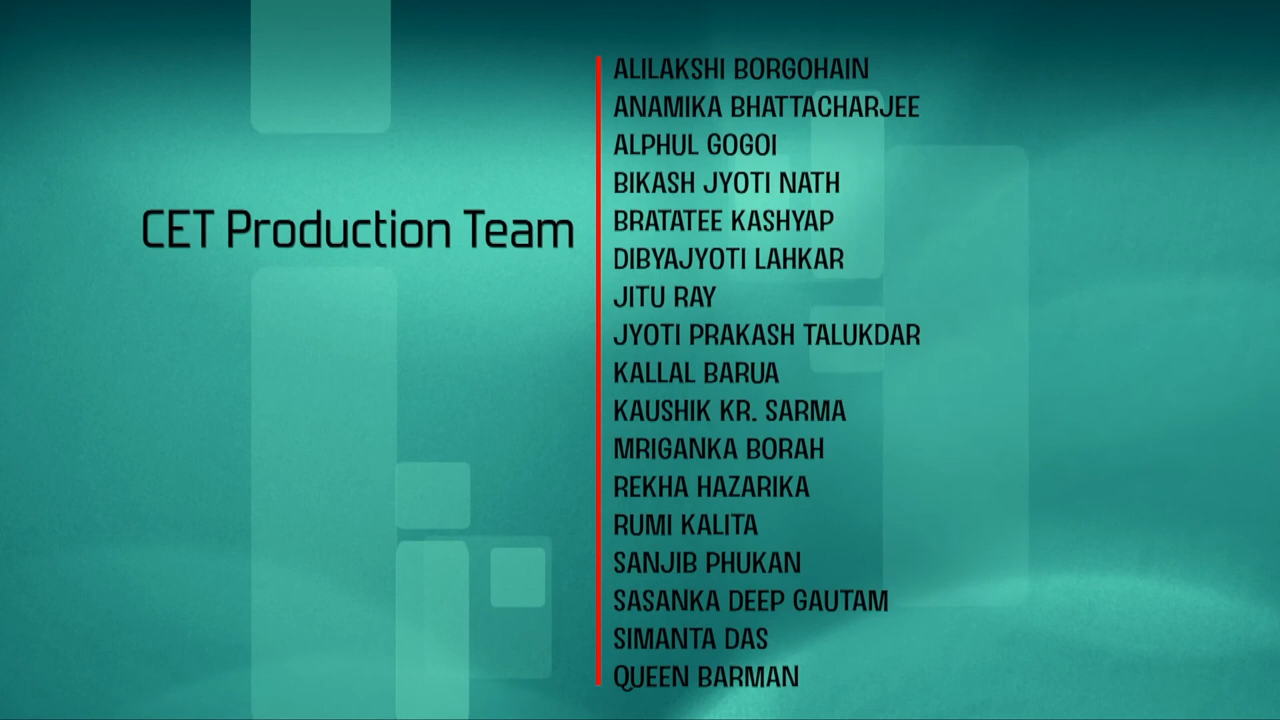 CET Production Team
ALILAKSHI BORGOHAIN
ANAMIKA BHATTACHARJEE
ALPHUL GOGOI
BIKASH JYOTI NATH
BRATATEE KASHYAP
DIBYAJYOTI LAHKAR
JITU RAY
JYOTI PRAKASH TALUKDAR
KALLAL BARUA
KAUSHIK KR. SARMA
MRIGANKA BORAH
REKHA HAZARIKA
RUMI KALITA
SANJIB PHUKAN
SASANKA DEEP GAUTAM
SIMANTA DAS
QUEEN BARMAN